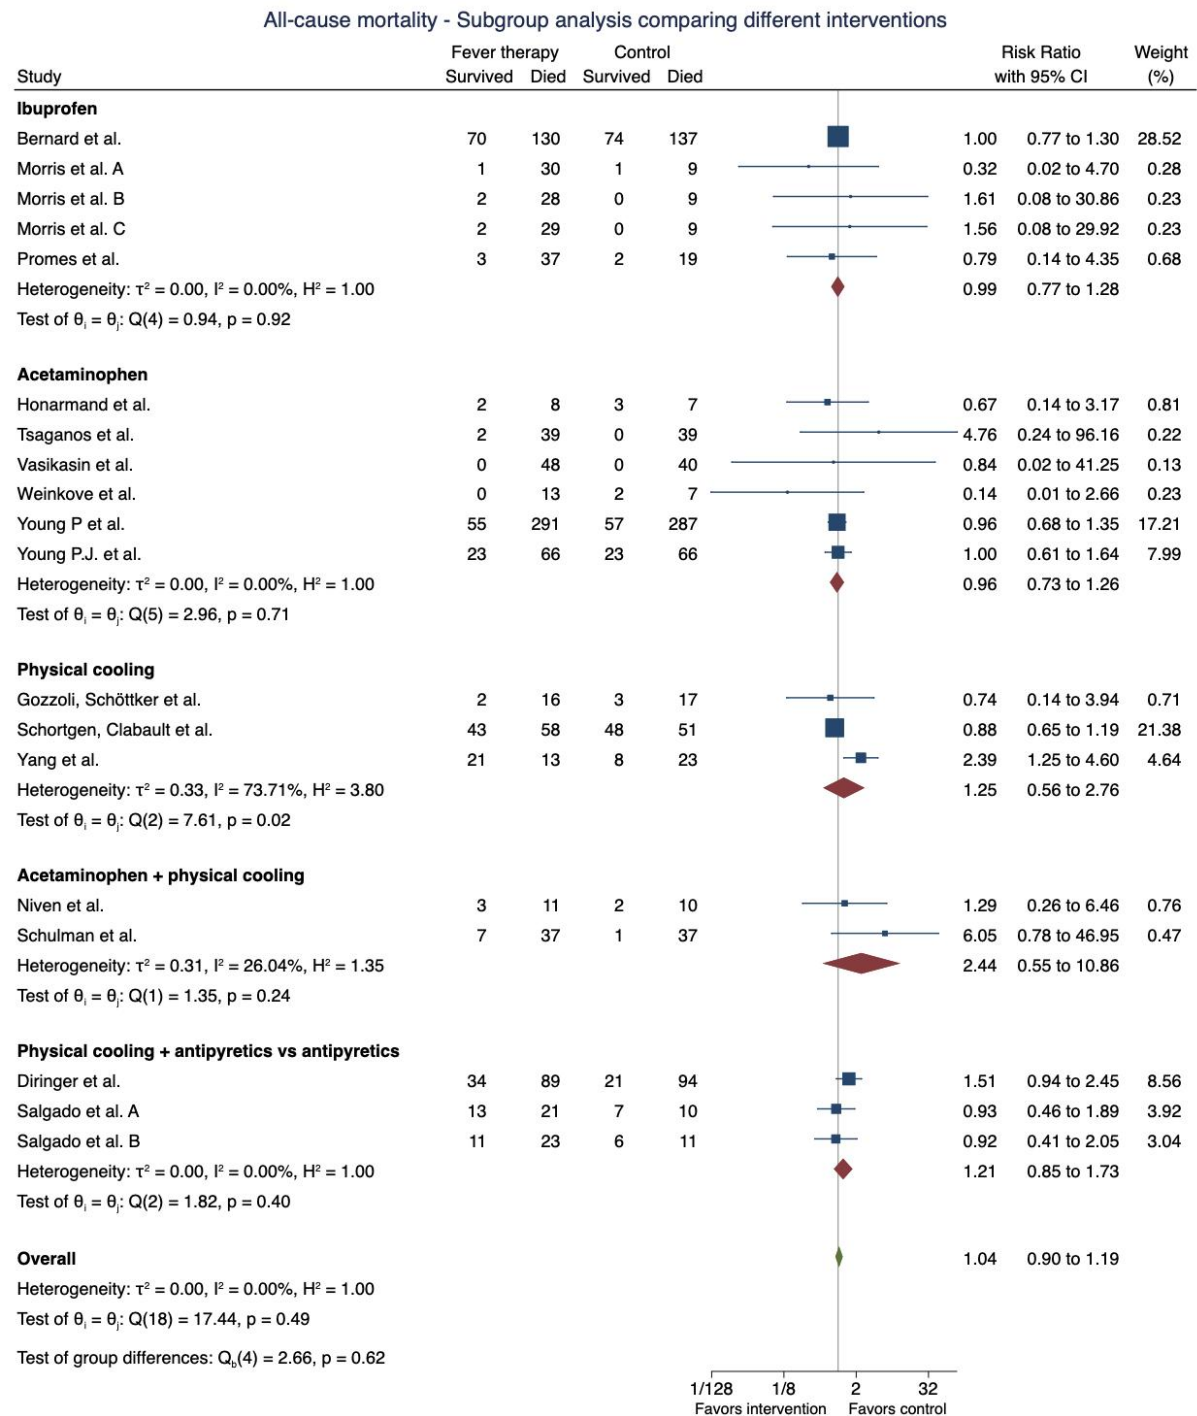 All-cause mortality - Subgroup analysis comparing different interventions
Fever therapy Control Risk Ratio Weight
Study Survived Died Survived Died with 95% CI (%)
Ibuprofen
Bernard et al. 70 130 74 137 1.00 0.77 to 1.30 28.52
Morris et al. A 1 30 1 9 0.32 0.02 to 4.70 0.28
Morris et al. B 2 28 0 9 1.61 0.08 to 30.86 0.23
Morris et al. C 2 29 0 9 1.56 0.08 to 29.92 0.23
Promes et al. 3 37 2 19 0.79 0.14 to 4.35 0.68
Heterogeneity: τ² = 0.00, I² = 0.00%, H² = 1.00 0.99 0.77 to 1.28
Test of θᵢ = θⱼ: Q(4) = 0.94, p = 0.92
Acetaminophen
Honarmand et al. 2 8 3 7 0.67 0.14 to 3.17 0.81
Tsaganos et al. 2 39 0 39 4.76 0.24 to 96.16 0.22
Vasikasin et al. 0 48 0 40 0.84 0.02 to 41.25 0.13
Weinkove et al. 0 13 2 7 0.14 0.01 to 2.66 0.23
Young P et al. 55 291 57 287 0.96 0.68 to 1.35 17.21
Young P.J. et al. 23 66 23 66 1.00 0.61 to 1.64 7.99
Heterogeneity: τ² = 0.00, I² = 0.00%, H² = 1.00 0.96 0.73 to 1.26
Test of θᵢ = θⱼ: Q(5) = 2.96, p = 0.71
Physical cooling
Gozzoli, Schöttker et al. 2 16 3 17 0.74 0.14 to 3.94 0.71
Schortgen, Clabault et al. 43 58 48 51 0.88 0.65 to 1.19 21.38
Yang et al. 21 13 8 23 2.39 1.25 to 4.60 4.64
Heterogeneity: τ² = 0.33, I² = 73.71%, H² = 3.80 1.25 0.56 to 2.76
Test of θᵢ = θⱼ: Q(2) = 7.61, p = 0.02
Acetaminophen + physical cooling
Niven et al. 3 11 2 10 1.29 0.26 to 6.46 0.76
Schulman et al. 7 37 1 37 6.05 0.78 to 46.95 0.47
Heterogeneity: τ² = 0.31, I² = 26.04%, H² = 1.35 2.44 0.55 to 10.86
Test of θᵢ = θⱼ: Q(1) = 1.35, p = 0.24
Physical cooling + antipyretics vs antipyretics
Diringer et al. 34 89 21 94 1.51 0.94 to 2.45 8.56
Salgado et al. A 13 21 7 10 0.93 0.46 to 1.89 3.92
Salgado et al. B 11 23 6 11 0.92 0.41 to 2.05 3.04
Heterogeneity: τ² = 0.00, I² = 0.00%, H² = 1.00 1.21 0.85 to 1.73
Test of θᵢ = θⱼ: Q(2) = 1.82, p = 0.40
Overall 1.04 0.90 to 1.19
Heterogeneity: τ² = 0.00, I² = 0.00%, H² = 1.00
Test of θᵢ = θⱼ: Q(18) = 17.44, p = 0.49
Test of group differences: Q_b(4) = 2.66, p = 0.62
1/128 1/8 2 32
Favors intervention Favors control